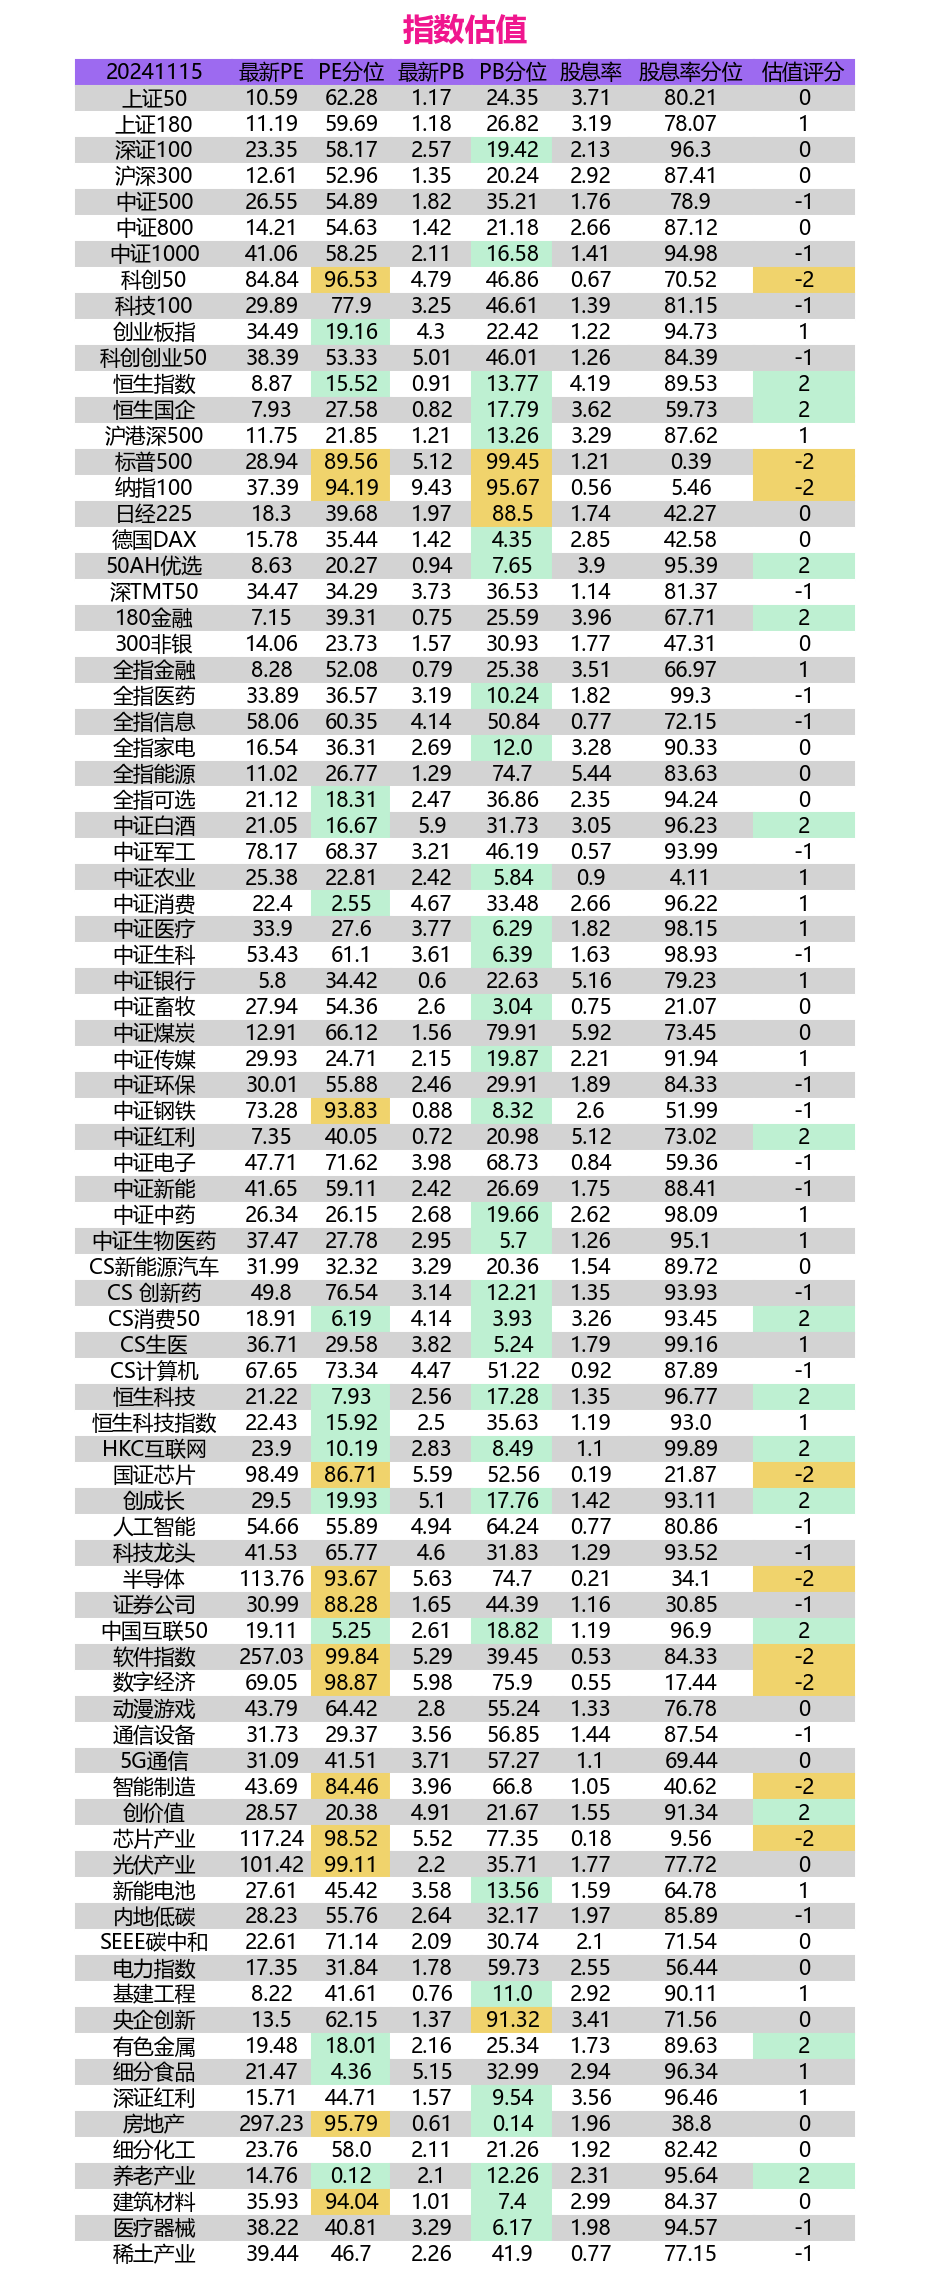 指数估值
20241115 最新PE PE分位 最新PB PB分位 股息率 股息率分位 估值评分
上证50 10.59 62.28 1.17 24.35 3.71 80.21 0
上证180 11.19 59.69 1.18 26.82 3.19 78.07 1
深证100 23.35 58.17 2.57 19.42 2.13 96.3 0
沪深300 12.61 52.96 1.35 20.24 2.92 87.41 0
中证500 26.55 54.89 1.82 35.21 1.76 78.9 -1
中证800 14.21 54.63 1.42 21.18 2.66 87.12 0
中证1000 41.06 58.25 2.11 16.58 1.41 94.98 -1
科创50 84.84 96.53 4.79 46.86 0.67 70.52 -2
科技100 29.89 77.9 3.25 46.61 1.39 81.15 -1
创业板指 34.49 19.16 4.3 22.42 1.22 94.73 1
科创创业50 38.39 53.33 5.01 46.01 1.26 84.39 -1
恒生指数 8.87 15.52 0.91 13.77 4.19 89.53 2
恒生国企 7.93 27.58 0.82 17.79 3.62 59.73 2
沪港深500 11.75 21.85 1.21 13.26 3.29 87.62 1
标普500 28.94 89.56 5.12 99.45 1.21 0.39 -2
纳指100 37.39 94.19 9.43 95.67 0.56 5.46 -2
日经225 18.3 39.68 1.97 88.5 1.74 42.27 0
德国DAX 15.78 35.44 1.42 4.35 2.85 42.58 0
50AH优选 8.63 20.27 0.94 7.65 3.9 95.39 2
深TMT50 34.47 34.29 3.73 36.53 1.14 81.37 -1
180金融 7.15 39.31 0.75 25.59 3.96 67.71 2
300非银 14.06 23.73 1.57 30.93 1.77 47.31 0
全指金融 8.28 52.08 0.79 25.38 3.51 66.97 1
全指医药 33.89 36.57 3.19 10.24 1.82 99.3 -1
全指信息 58.06 60.35 4.14 50.84 0.77 72.15 -1
全指家电 16.54 36.31 2.69 12.0 3.28 90.33 0
全指能源 11.02 26.77 1.29 74.7 5.44 83.63 0
全指可选 21.12 18.31 2.47 36.86 2.35 94.24 0
中证白酒 21.05 16.67 5.9 31.73 3.05 96.23 2
中证军工 78.17 68.37 3.21 46.19 0.57 93.99 -1
中证农业 25.38 22.81 2.42 5.84 0.9 4.11 1
中证消费 22.4 2.55 4.67 33.48 2.66 96.22 1
中证医疗 33.9 27.6 3.77 6.29 1.82 98.15 1
中证生科 53.43 61.1 3.61 6.39 1.63 98.93 -1
中证银行 5.8 34.42 0.6 22.63 5.16 79.23 1
中证畜牧 27.94 54.36 2.6 3.04 0.75 21.07 0
中证煤炭 12.91 66.12 1.56 79.91 5.92 73.45 0
中证传媒 29.93 24.71 2.15 19.87 2.21 91.94 1
中证环保 30.01 55.88 2.46 29.91 1.89 84.33 -1
中证钢铁 73.28 93.83 0.88 8.32 2.6 51.99 -1
中证红利 7.35 40.05 0.72 20.98 5.12 73.02 2
中证电子 47.71 71.62 3.98 68.73 0.84 59.36 -1
中证新能 41.65 59.11 2.42 26.69 1.75 88.41 -1
中证中药 26.34 26.15 2.68 19.66 2.62 98.09 1
中证生物医药 37.47 27.78 2.95 5.7 1.26 95.1 1
CS新能源汽车 31.99 32.32 3.29 20.36 1.54 89.72 0
CS 创新药 49.8 76.54 3.14 12.21 1.35 93.93 -1
CS消费50 18.91 6.19 4.14 3.93 3.26 93.45 2
CS生医 36.71 29.58 3.82 5.24 1.79 99.16 1
CS计算机 67.65 73.34 4.47 51.22 0.92 87.89 -1
恒生科技 21.22 7.93 2.56 17.28 1.35 96.77 2
恒生科技指数 22.43 15.92 2.5 35.63 1.19 93.0 1
HKC互联网 23.9 10.19 2.83 8.49 1.1 99.89 2
国证芯片 98.49 86.71 5.59 52.56 0.19 21.87 -2
创成长 29.5 19.93 5.1 17.76 1.42 93.11 2
人工智能 54.66 55.89 4.94 64.24 0.77 80.86 -1
科技龙头 41.53 65.77 4.6 31.83 1.29 93.52 -1
半导体 113.76 93.67 5.63 74.7 0.21 34.1 -2
证券公司 30.99 88.28 1.65 44.39 1.16 30.85 -1
中国互联50 19.11 5.25 2.61 18.82 1.19 96.9 2
软件指数 257.03 99.84 5.29 39.45 0.53 84.33 -2
数字经济 69.05 98.87 5.98 75.9 0.55 17.44 -2
动漫游戏 43.79 64.42 2.8 55.24 1.33 76.78 0
通信设备 31.73 29.37 3.56 56.85 1.44 87.54 -1
5G通信 31.09 41.51 3.71 57.27 1.1 69.44 0
智能制造 43.69 84.46 3.96 66.8 1.05 40.62 -2
创价值 28.57 20.38 4.91 21.67 1.55 91.34 2
芯片产业 117.24 98.52 5.52 77.35 0.18 9.56 -2
光伏产业 101.42 99.11 2.2 35.71 1.77 77.72 0
新能电池 27.61 45.42 3.58 13.56 1.59 64.78 1
内地低碳 28.23 55.76 2.64 32.17 1.97 85.89 -1
SEEE碳中和 22.61 71.14 2.09 30.74 2.1 71.54 0
电力指数 17.35 31.84 1.78 59.73 2.55 56.44 0
基建工程 8.22 41.61 0.76 11.0 2.92 90.11 1
央企创新 13.5 62.15 1.37 91.32 3.41 71.56 0
有色金属 19.48 18.01 2.16 25.34 1.73 89.63 2
细分食品 21.47 4.36 5.15 32.99 2.94 96.34 1
深证红利 15.71 44.71 1.57 9.54 3.56 96.46 1
房地产 297.23 95.79 0.61 0.14 1.96 38.8 0
细分化工 23.76 58.0 2.11 21.26 1.92 82.42 0
养老产业 14.76 0.12 2.1 12.26 2.31 95.64 2
建筑材料 35.93 94.04 1.01 7.4 2.99 84.37 0
医疗器械 38.22 40.81 3.29 6.17 1.98 94.57 -1
稀土产业 39.44 46.7 2.26 41.9 0.77 77.15 -1